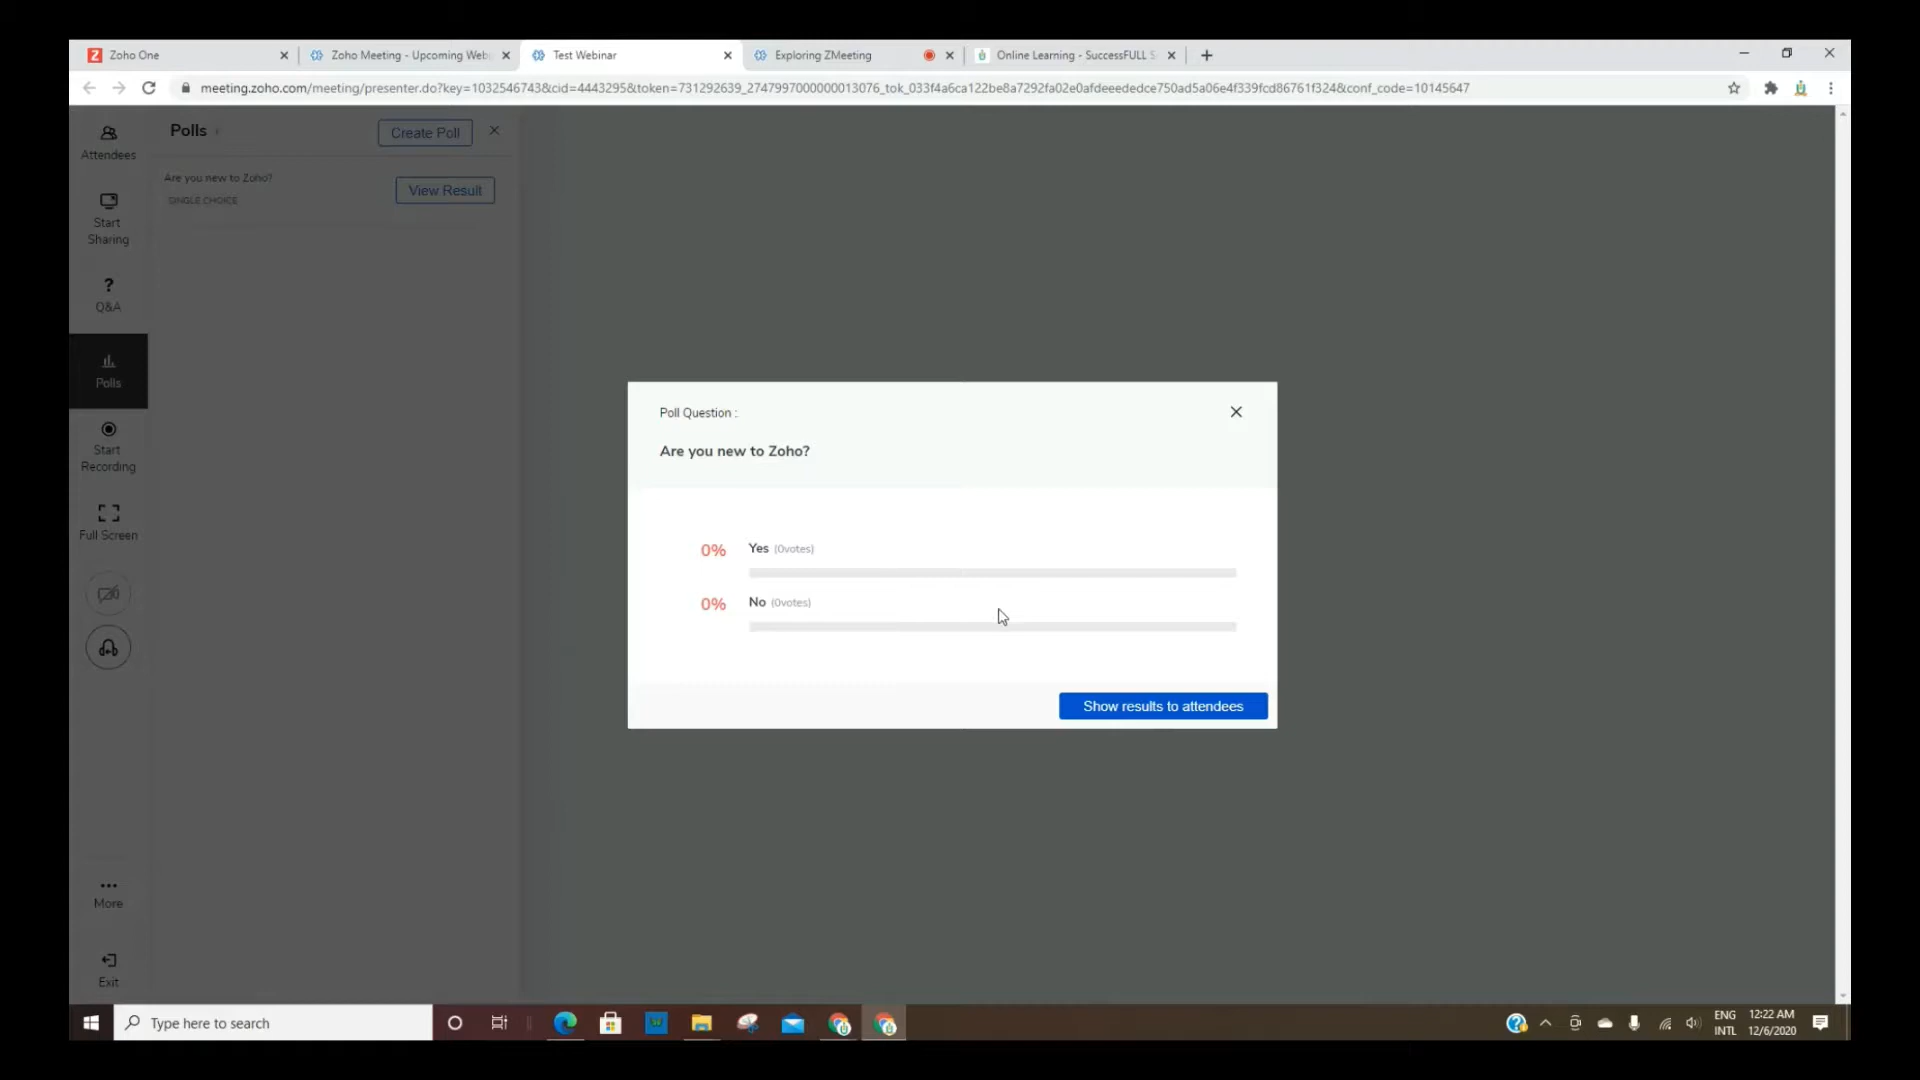 Zoho One
Zoho Meeting - Upcoming Web
Test Webinar
Exploring ZMeeting
Online Learning - SuccessFULL S
meeting.zoho.com/meeting/presenter.do?key=1032546743&cid=4443295&token=731292639_2747997000000013076_tok_033f4a6ca122be8a7292fa02e0afdeeededce750ad5a06e4f339fcd86761f324&conf_code=10145647
Attendees
Start
Sharing
?
Q&A
Polls
Start
Recording
Full Screen
More
Exit
Polls
Create Poll
Are you new to Zoho?
SINGLE CHOICE
View Result
Poll Question :
Are you new to Zoho?
0% Yes (0votes)
0% No (0votes)
Show results to attendees
Type here to search
ENG
INTL
12:22 AM
12/6/2020